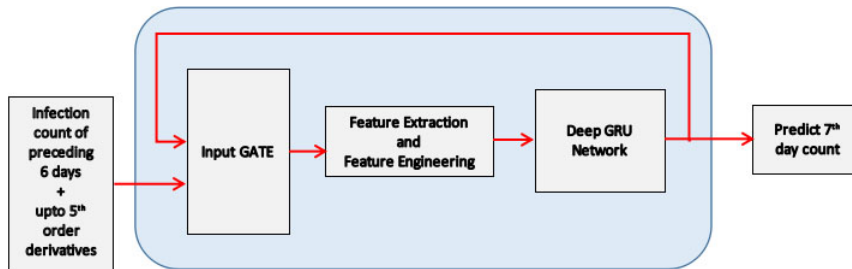 Infection
count of
preceding
6 days
+
upto 5th
order
derivatives
Input GATE
Feature Extraction
and
Feature Engineering
Deep GRU
Network
Predict 7th
day count